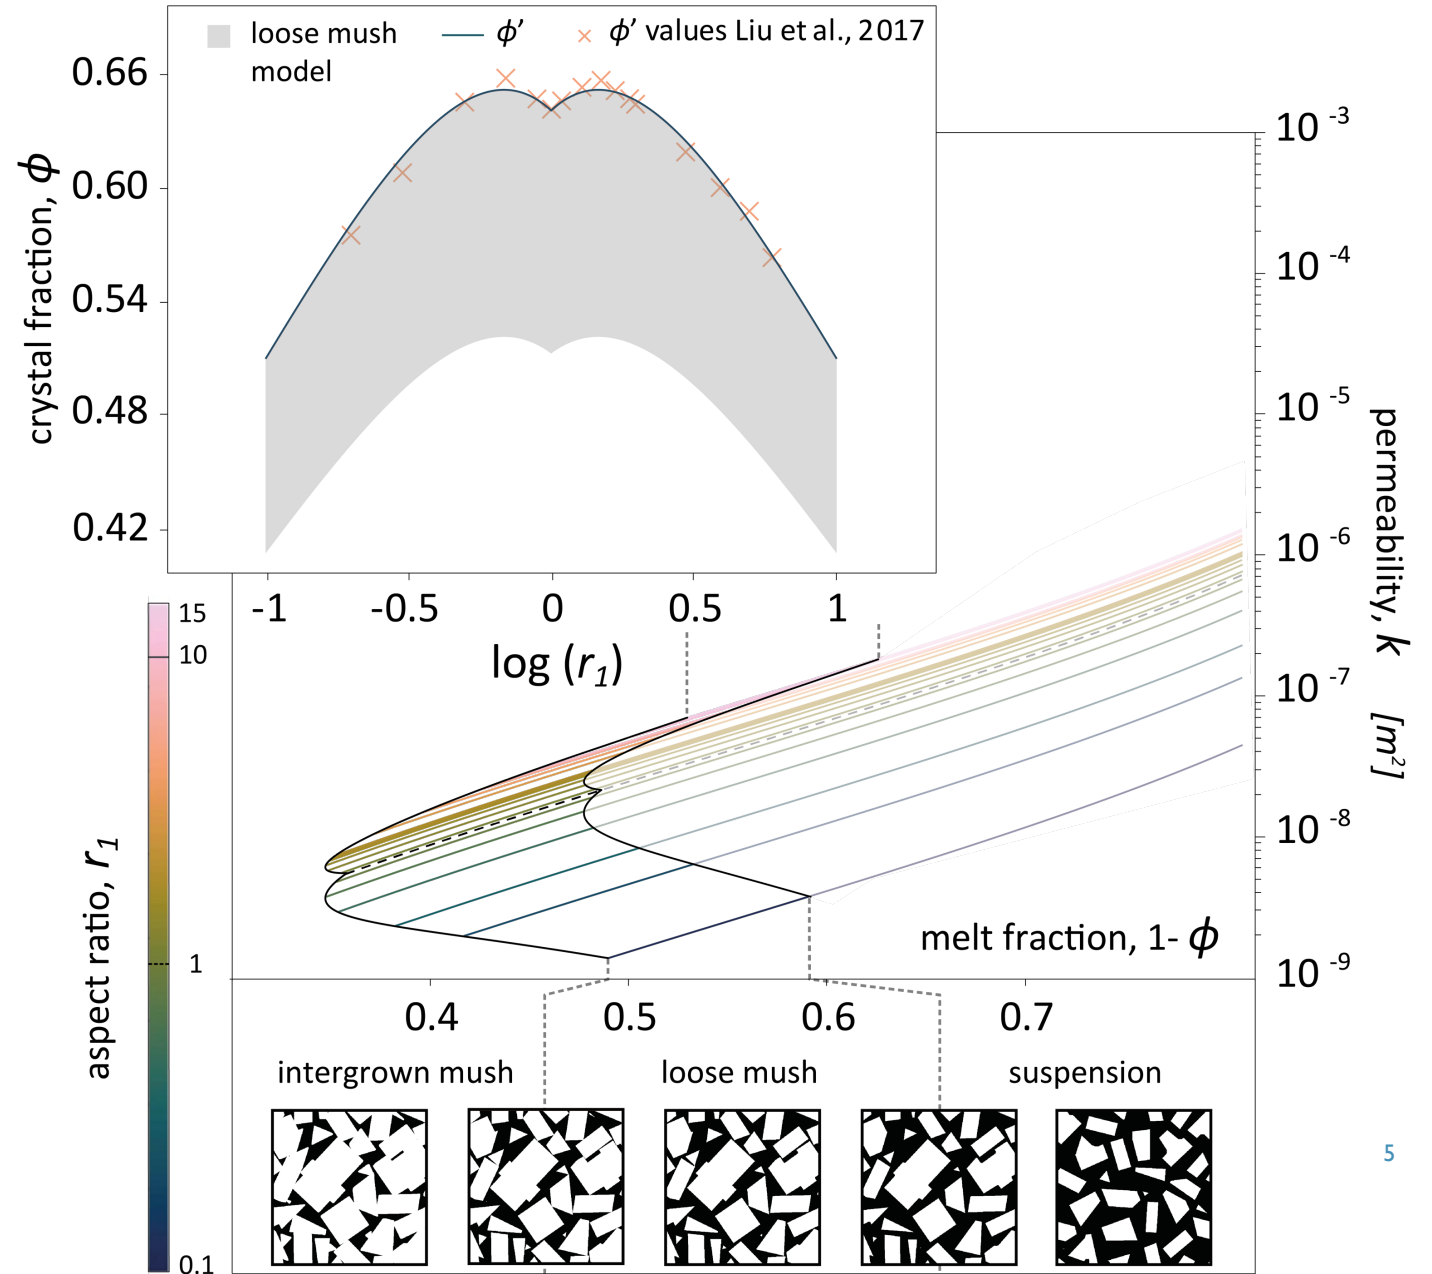 loose mush model
ϕ’
ϕ’ values Liu et al., 2017
crystal fraction, ϕ
0.66
0.60
0.54
0.48
0.42
-1
-0.5
0
0.5
1
log (r₁)
10⁻³
10⁻⁴
10⁻⁵
10⁻⁶
10⁻⁷
10⁻⁸
10⁻⁹
permeability, k [m²]
aspect ratio, r₁
15
10
1
0.1
melt fraction, 1- ϕ
0.4
0.5
0.6
0.7
intergrown mush
loose mush
suspension
5